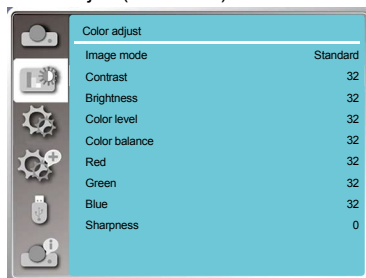 Color adjust
Image mode Standard
Contrast 32
Brightness 32
Color level 32
Color balance 32
Red 32
Green 32
Blue 32
Sharpness 0